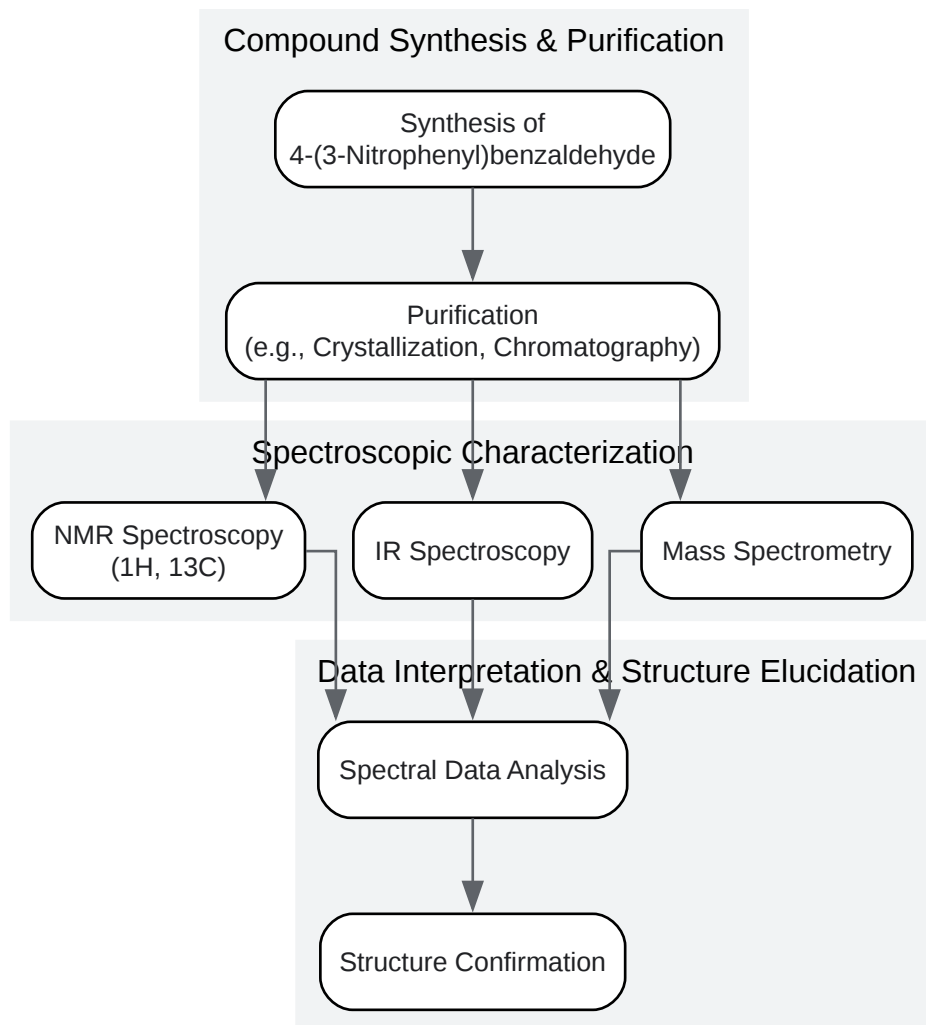 Compound Synthesis & Purification
Synthesis of
4-(3-Nitrophenyl)benzaldehyde
Purification
(e.g., Crystallization, Chromatography)
Spectroscopic Characterization
NMR Spectroscopy
(1H, 13C)
IR Spectroscopy
Mass Spectrometry
Data Interpretation & Structure Elucidation
Spectral Data Analysis
Structure Confirmation